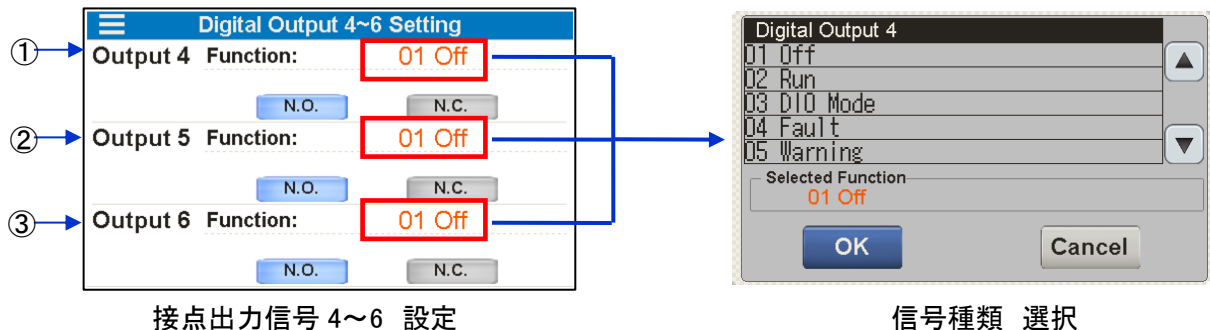 Digital Output 4~6 Setting
① Output 4 Function: 01 Off
N.O. N.C.
② Output 5 Function: 01 Off
N.O. N.C.
③ Output 6 Function: 01 Off
N.O. N.C.
接点出力信号 4～6 設定
Digital Output 4
01 Off
02 Run
03 DIO Mode
04 Fault
05 Warning
Selected Function
01 Off
OK Cancel
信号種類 選択